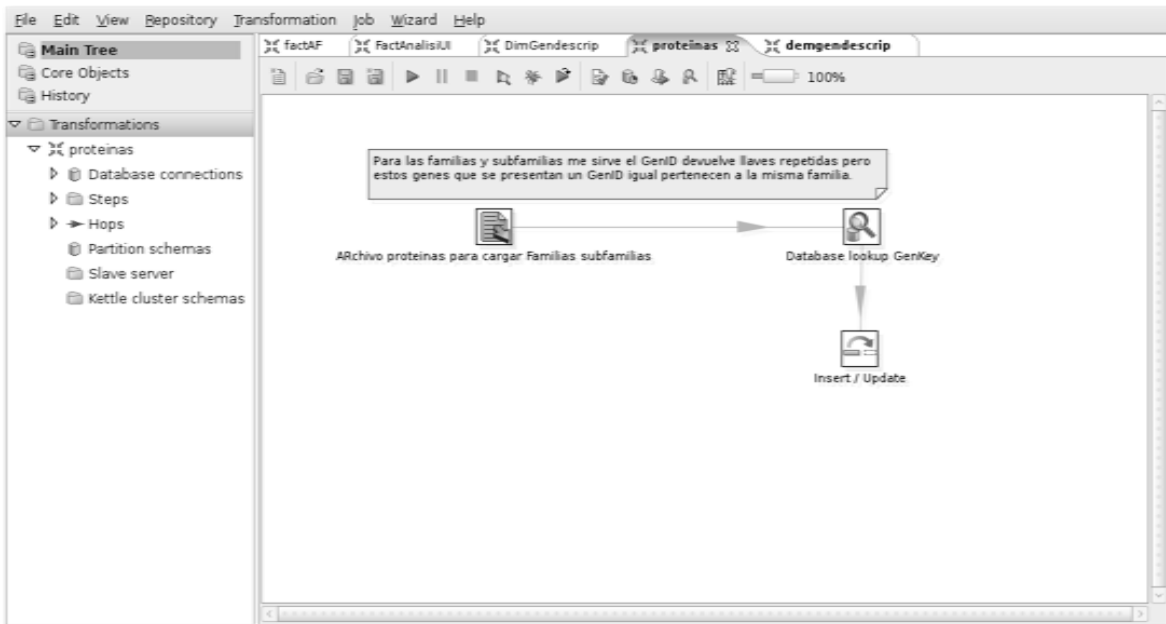 File Edit View Repository Transformation Job Wizard Help
Main Tree
Core Objects
History
Transformations
proteinas
Database connections
Steps
Hops
Partition schemas
Slave server
Kettle cluster schemas
factAF FactAnalisiUI DimGendescrip proteinas demgendescrip
100%
Para las familias y subfamilias me sirve el GenID devuelve llaves repetidas pero
estos genes que se presentan un GenID igual pertenecen a la misma familia.
ARchivo proteinas para cargar Familias subfamilias
Database lookup GenKey
Insert / Update